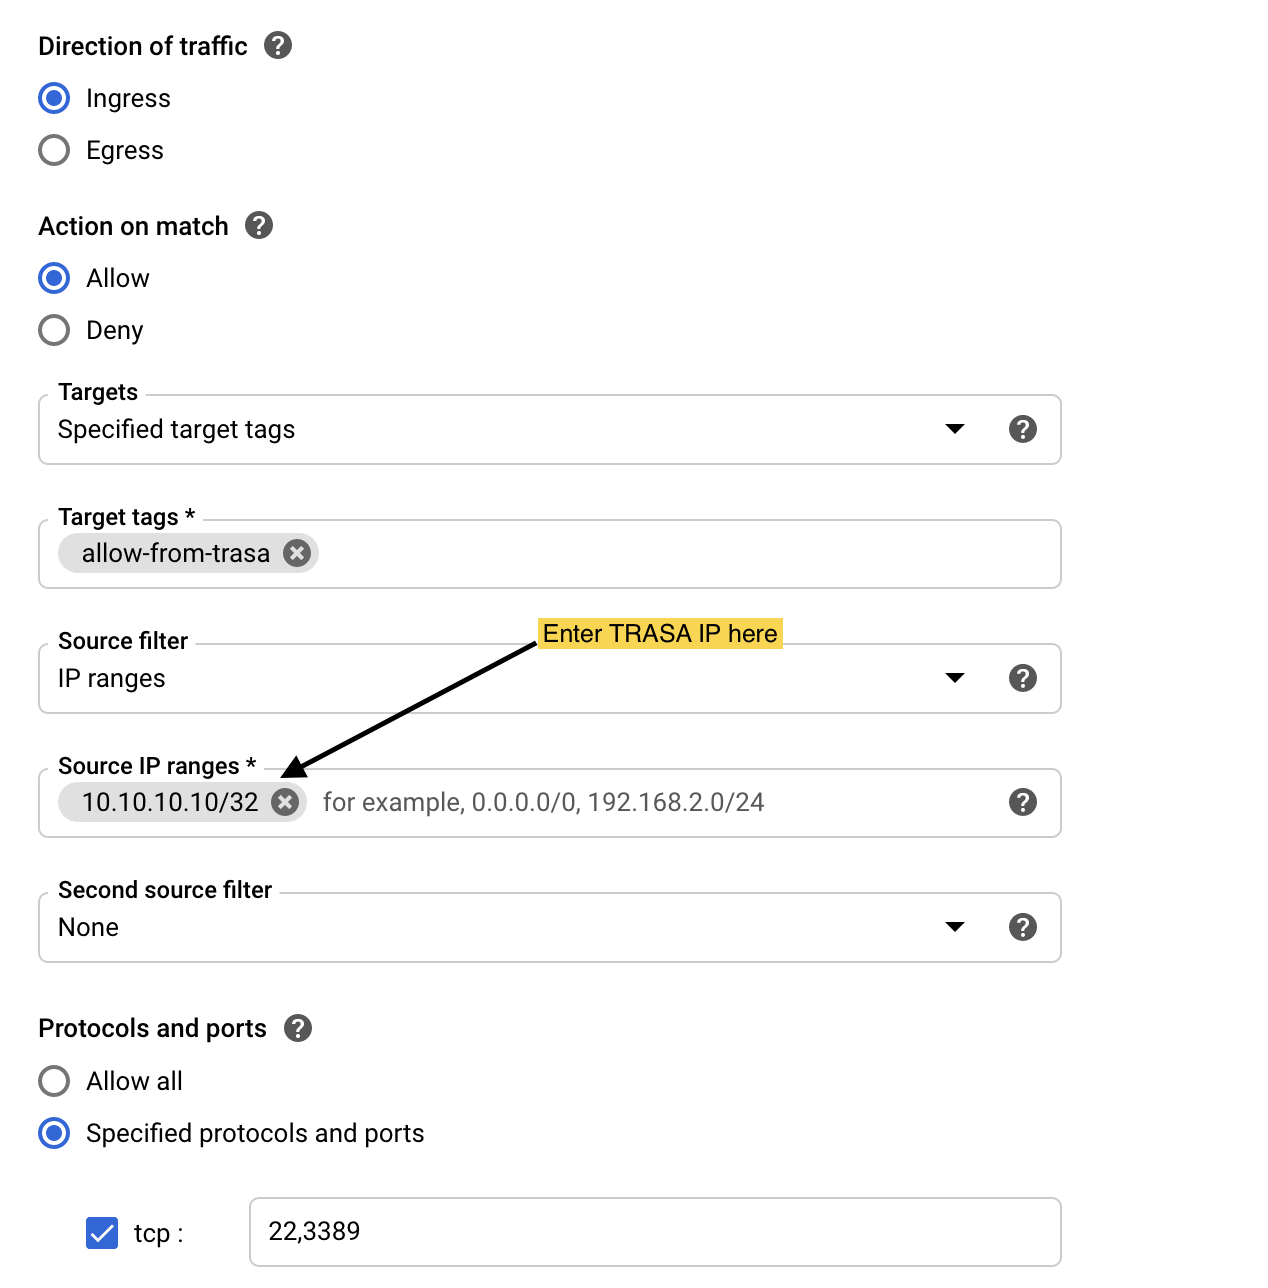 Direction of traffic
Ingress
Egress
Action on match
Allow
Deny
Targets
Specified target tags
Target tags *
allow-from-trasa
Enter TRASA IP here
Source filter
IP ranges
Source IP ranges *
10.10.10.10/32 for example, 0.0.0.0/0, 192.168.2.0/24
Second source filter
None
Protocols and ports
Allow all
Specified protocols and ports
tcp : 22,3389